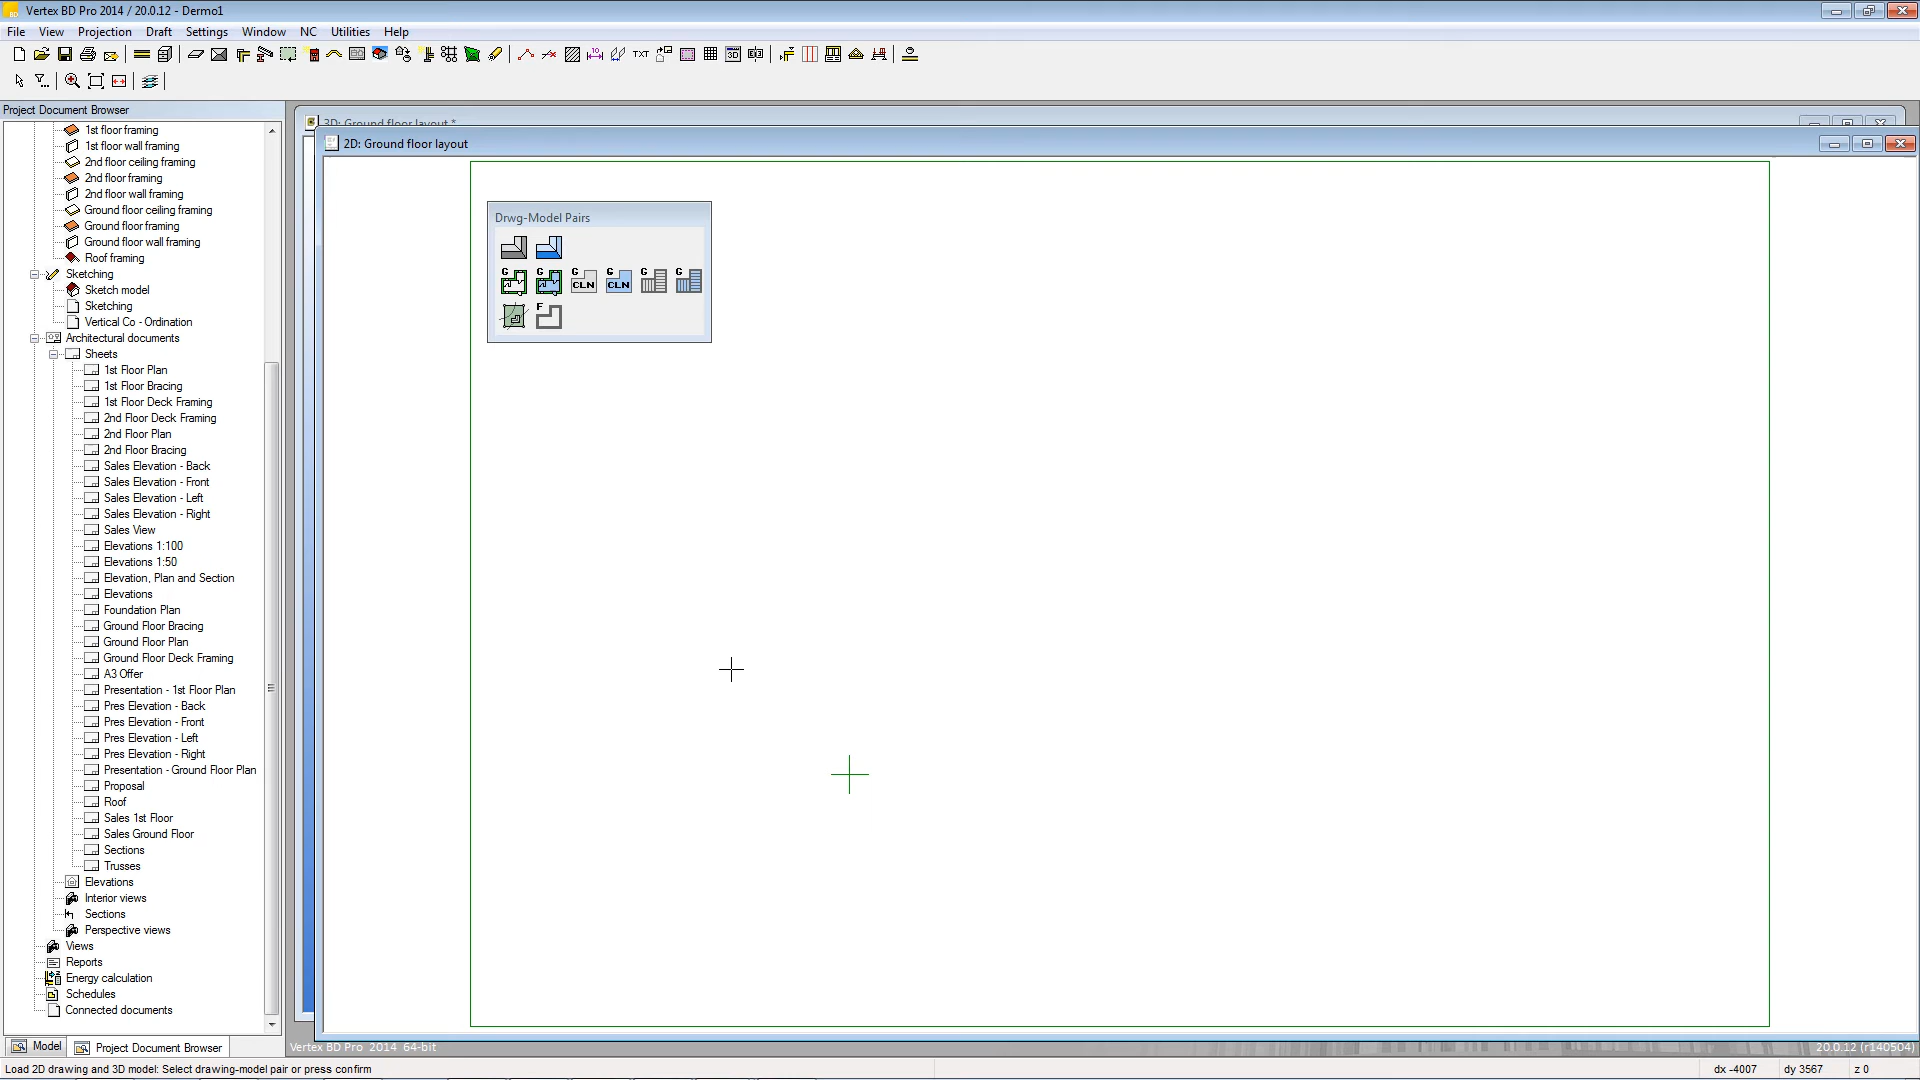 Vertex BD Pro 2014 / 20.0.12 - Dermo1
File View Projection Draft Settings Window NC Utilities Help
TXT 3D
Project Document Browser
1st floor framing
1st floor wall framing
2nd floor ceiling framing
2nd floor framing
2nd floor wall framing
Ground floor ceiling framing
Ground floor framing
Ground floor wall framing
Roof framing
Sketching
Sketch model
Sketching
Vertical Co - Ordination
Architectural documents
Sheets
1st Floor Plan
1st Floor Bracing
1st Floor Deck Framing
2nd Floor Deck Framing
2nd Floor Plan
2nd Floor Bracing
Sales Elevation - Back
Sales Elevation - Front
Sales Elevation - Left
Sales Elevation - Right
Sales View
Elevations 1:100
Elevations 1:50
Elevation, Plan and Section
Elevations
Foundation Plan
Ground Floor Bracing
Ground Floor Plan
Ground Floor Deck Framing
A3 Offer
Presentation - 1st Floor Plan
Pres Elevation - Back
Pres Elevation - Front
Pres Elevation - Left
Pres Elevation - Right
Presentation - Ground Floor Plan
Proposal
Roof
Sales 1st Floor
Sales Ground Floor
Sections
Trusses
Elevations
Interior views
Sections
Perspective views
Views
Reports
Energy calculation
Schedules
Connected documents
Model Project Document Browser
3D: Ground floor layout *
2D: Ground floor layout
Drwg-Model Pairs
G G G G G G
CLN CLN
F
Vertex BD Pro 2014 64-bit
20.0.12 (r140504)
Load 2D drawing and 3D model: Select drawing-model pair or press confirm
dx -4007 dy 3567 z 0